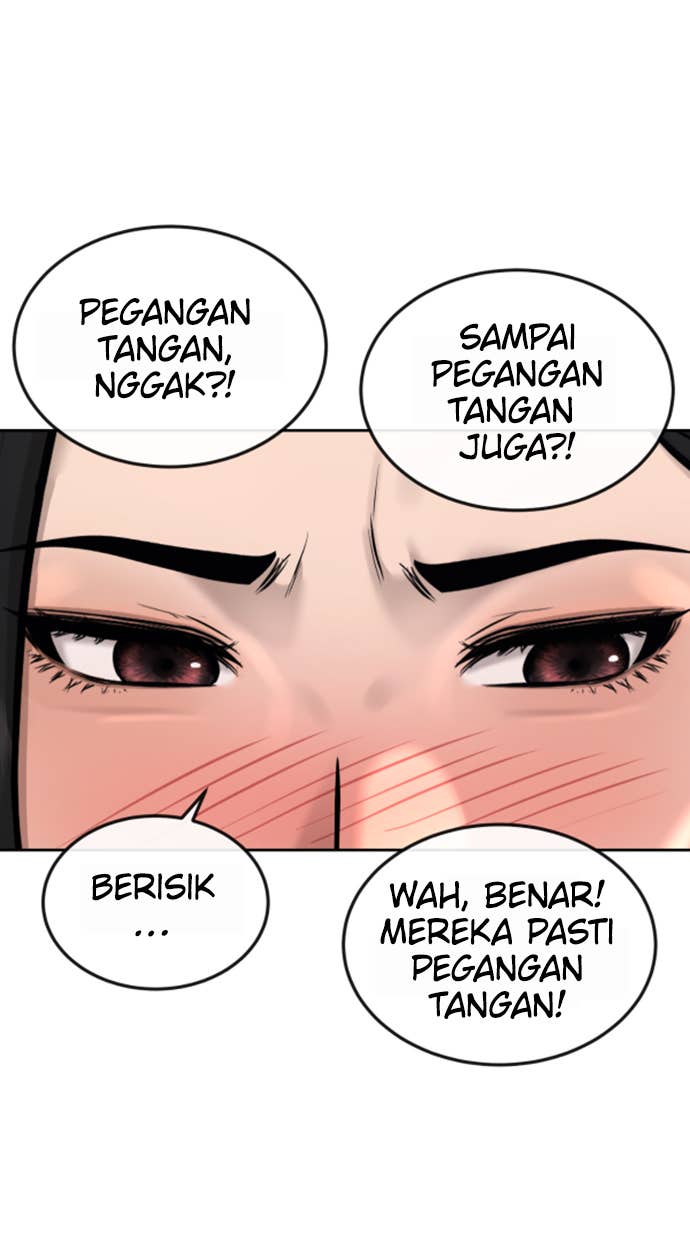 PEGANGAN
TANGAN,
NGGAK?!
SAMPAI
PEGANGAN
TANGAN
JUGA?!
BERISIK
...
WAH, BENAR!
MEREKA PASTI
PEGANGAN
TANGAN!